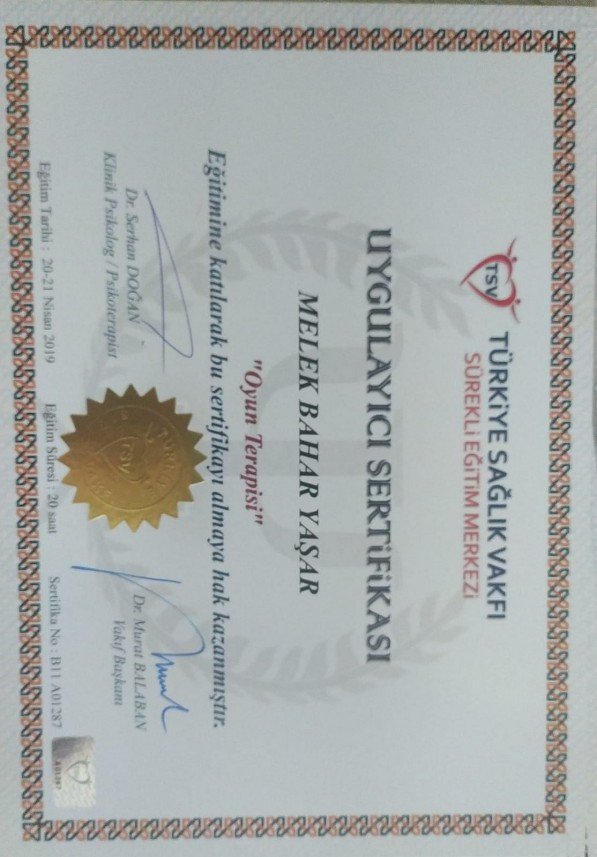 TSV
TÜRKİYE SAĞLIK VAKFI
SÜREKLİ EĞİTİM MERKEZİ
UYGULAYICI SERTİFİKASI
MELEK BAHAR YAŞAR
"Oyun Terapisi"
Eğitimine katılarak bu sertifikayı almaya hak kazanmıştır.
Dr. Serhan DOĞAN
Klinik Psikolog / Psikoterapist
TSV
Dr. Murat BALABAN
Vakıf Başkanı
Eğitim Tarihi : 20-21 Nisan 2019 Eğitim Süresi : 20 saat Sertifika No : B11 A01287